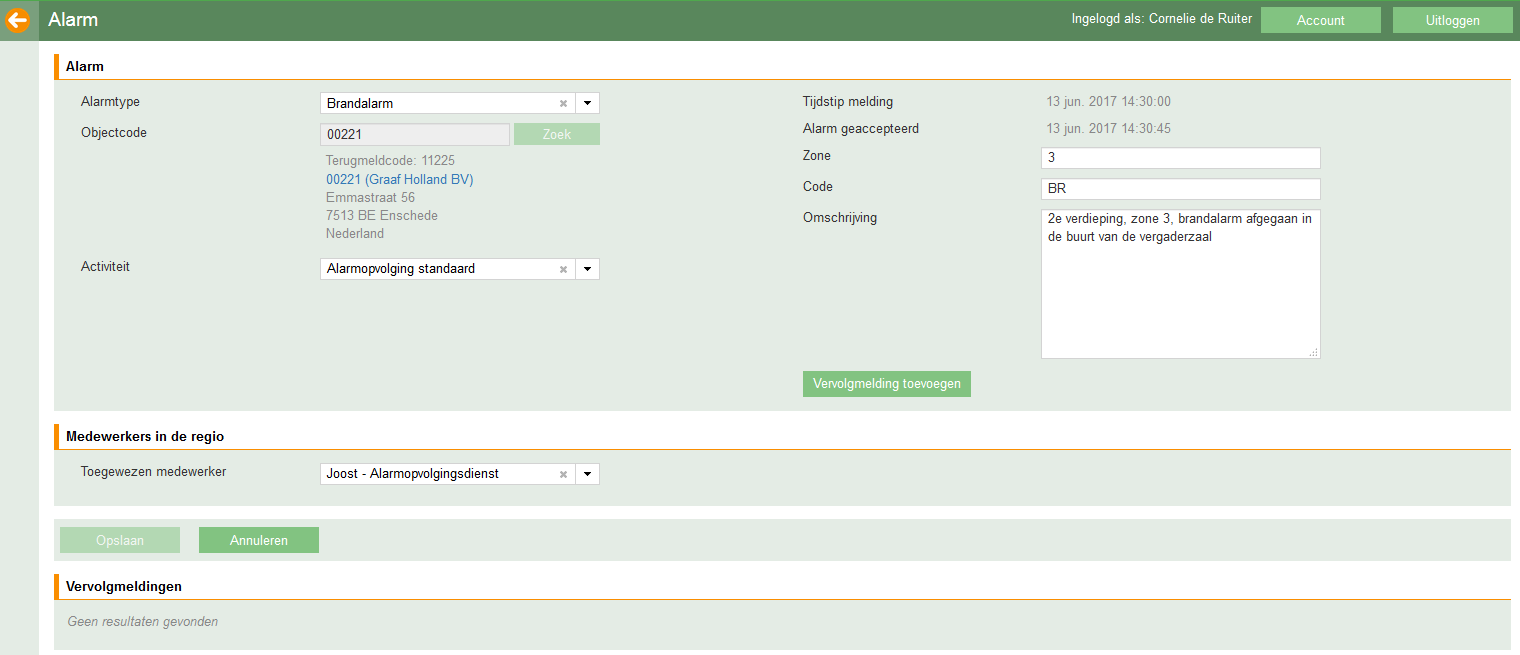 Alarm
Ingelogd als: Cornelie de Ruiter
Account
Uitloggen
Alarm
Alarmtype
Brandalarm
Objectcode
00221
Zoek
Terugmeldcode: 11225
00221 (Graaf Holland BV)
Emmastraat 56
7513 BE Enschede
Nederland
Activiteit
Alarmopvolging standaard
Tijdstip melding
13 jun. 2017 14:30:00
Alarm geaccepteerd
13 jun. 2017 14:30:45
Zone
3
Code
BR
Omschrijving
2e verdieping, zone 3, brandalarm afgegaan in
de buurt van de vergaderzaal
Vervolgmelding toevoegen
Medewerkers in de regio
Toegewezen medewerker
Joost - Alarmopvolgingsdienst
Opslaan
Annuleren
Vervolgmeldingen
Geen resultaten gevonden